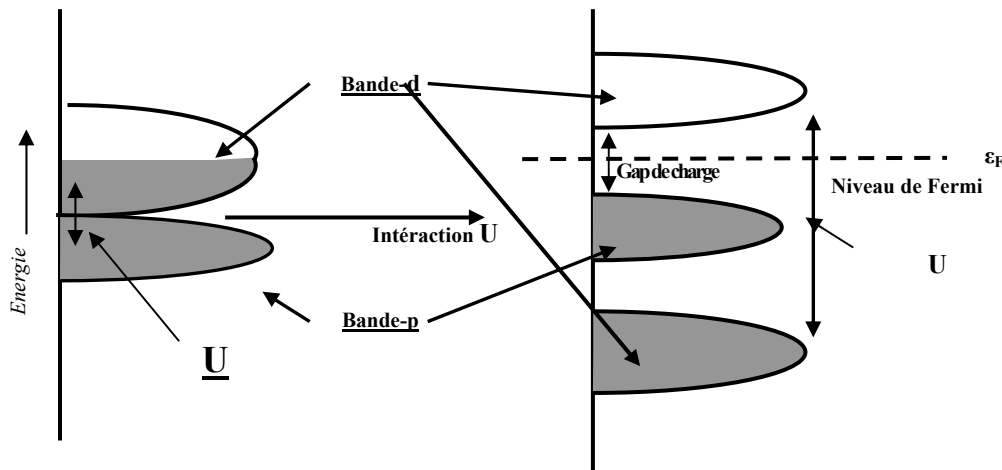 Bande-d
εF
Gap de charge
Niveau de Fermi
Intéraction U
U
Energie
Bande-p
U